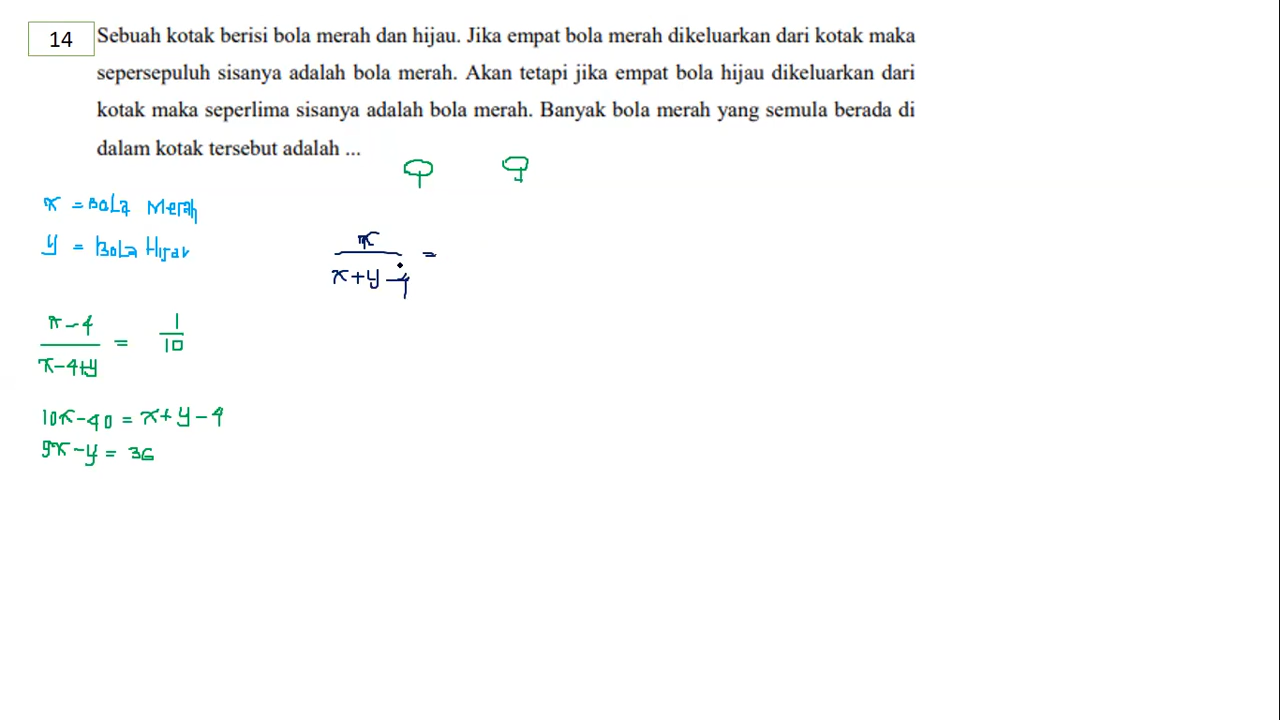 14
Sebuah kotak berisi bola merah dan hijau. Jika empat bola merah dikeluarkan dari kotak maka
sepersepuluh sisanya adalah bola merah. Akan tetapi jika empat bola hijau dikeluarkan dari
kotak maka seperlima sisanya adalah bola merah. Banyak bola merah yang semula berada di
dalam kotak tersebut adalah ...
x = Bola Merah
y = Bola Hijau
x
x+y-4
=
x-4
x-4+y
=
1
10
10x-40 = x+y-4
9x-y = 36